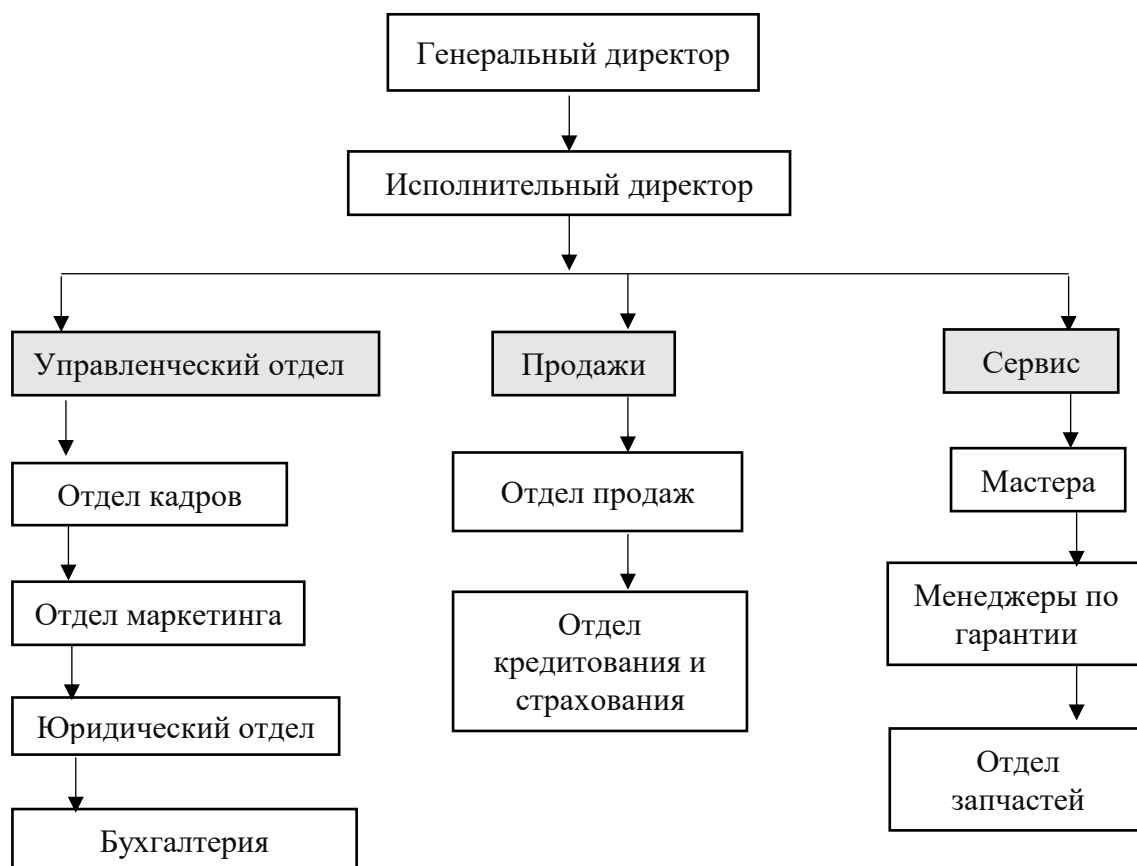 Генеральный директор
Исполнительный директор
Управленческий отдел
Продажи
Сервис
Отдел кадров
Отдел продаж
Мастера
Отдел маркетинга
Отдел
кредитования и
страхования
Менеджеры по
гарантии
Юридический отдел
Отдел
запчастей
Бухгалтерия